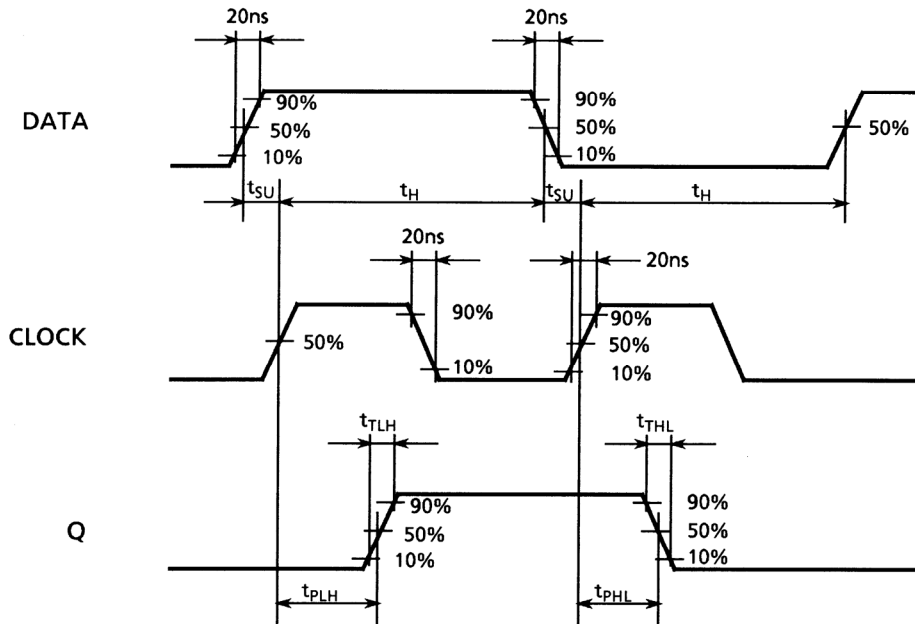 20ns 20ns
90% 90%
DATA 50% 50% 50%
10% 10%
tSU tH tSU tH
20ns 20ns
90% 90%
CLOCK 50% 50%
10% 10%
tTLH tTHL
90% 90%
Q 50% 50%
10% 10%
tPLH tPHL